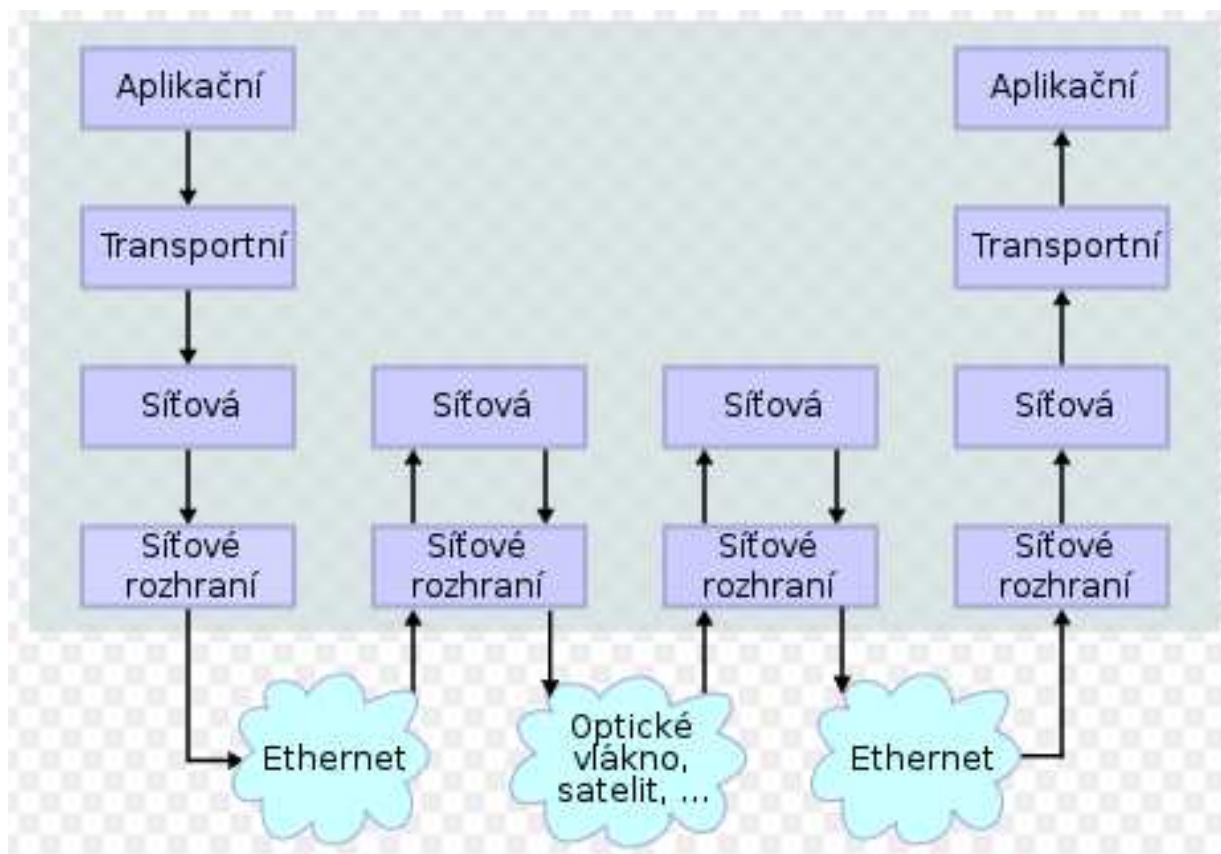 Aplikační
Aplikační
Transportní
Transportní
Síťová
Síťová
Síťová
Síťová
Síťové
rozhraní
Síťové
rozhraní
Síťové
rozhraní
Síťové
rozhraní
Ethernet
Optické
vlákno,
satelit, ...
Ethernet